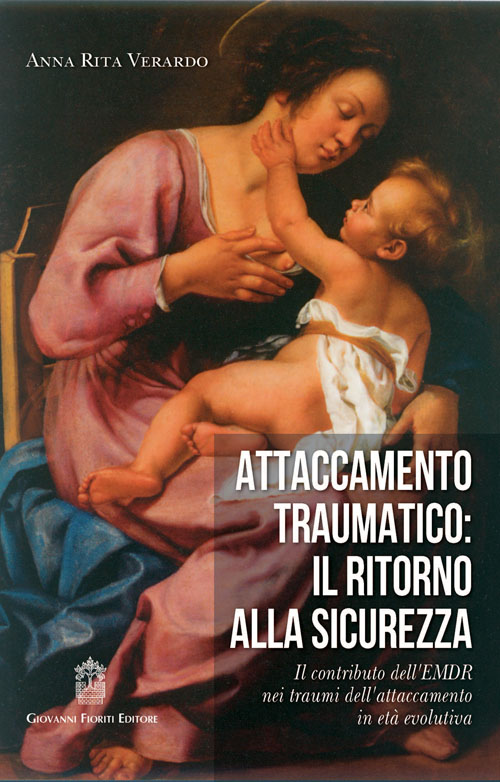 ANNA RITA VERARDO
ATTACCAMENTO
TRAUMATICO:
IL RITORNO
ALLA SICUREZZA
Il contributo dell'EMDR
nei traumi dell'attaccamento
in età evolutiva
GIOVANNI FIORITI EDITORE